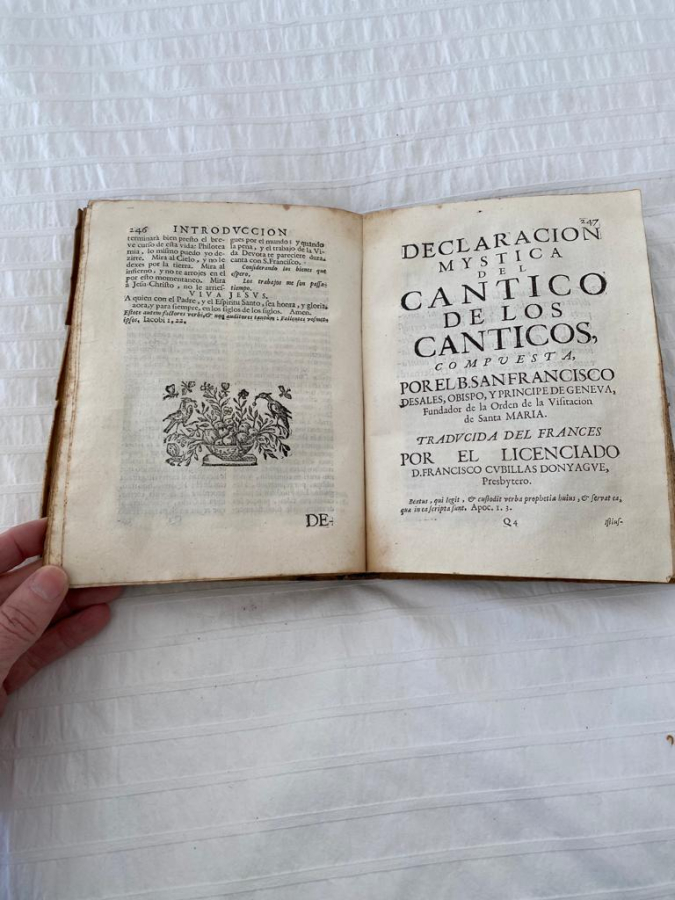 246 INTRODVCCION
terminarà bien presto el bre-
ve curso de esta vida: Philotea
mia, lo mismo puedo yo de-
zirte. Mira al Cielo, y no le
dexes por la tierra. Mira al
infierno, y no te arrojes en el
por esto momentaneo. Mira
à Jesu-Christo, no le
gues por el mundo: y quando
la pena, y el trabajo de la Vi-
da Devota te pareciere dura,
canta con S. Francisco.
Considerando los bienes que
espero,
Los trabajos me son passa-
tiempo.
VIVA JESVS,
A quien con el Padre, y el Espiritu Santo, sea honra, y gloria,
aora, y para siempre, en los siglos de los siglos. Amen.
Estote autem factores verbi, & non auditores tantum: fallentes vosmet-
ipsos, Iacobi 1, 22.
DE-
247
DECLARACION
MYSTICA
DEL
CANTICO
DE LOS
CANTICOS,
COMPVESTA,
POR EL B. SAN FRANCISCO
DE SALES, OBISPO, Y PRINCIPE DE GENEVA,
Fundador de la Orden de la Visitacion
de Santa MARIA.
TRADVCIDA DEL FRANCES
POR EL LICENCIADO
D. FRANCISCO CVBILLAS DONYAGVE,
Presbytero.
Beatus, qui legit, & custodit verba prophetiæ huius, & servat ea,
quæ in ea scripta sunt. Apoc. 1. 3.
Q4 istius-